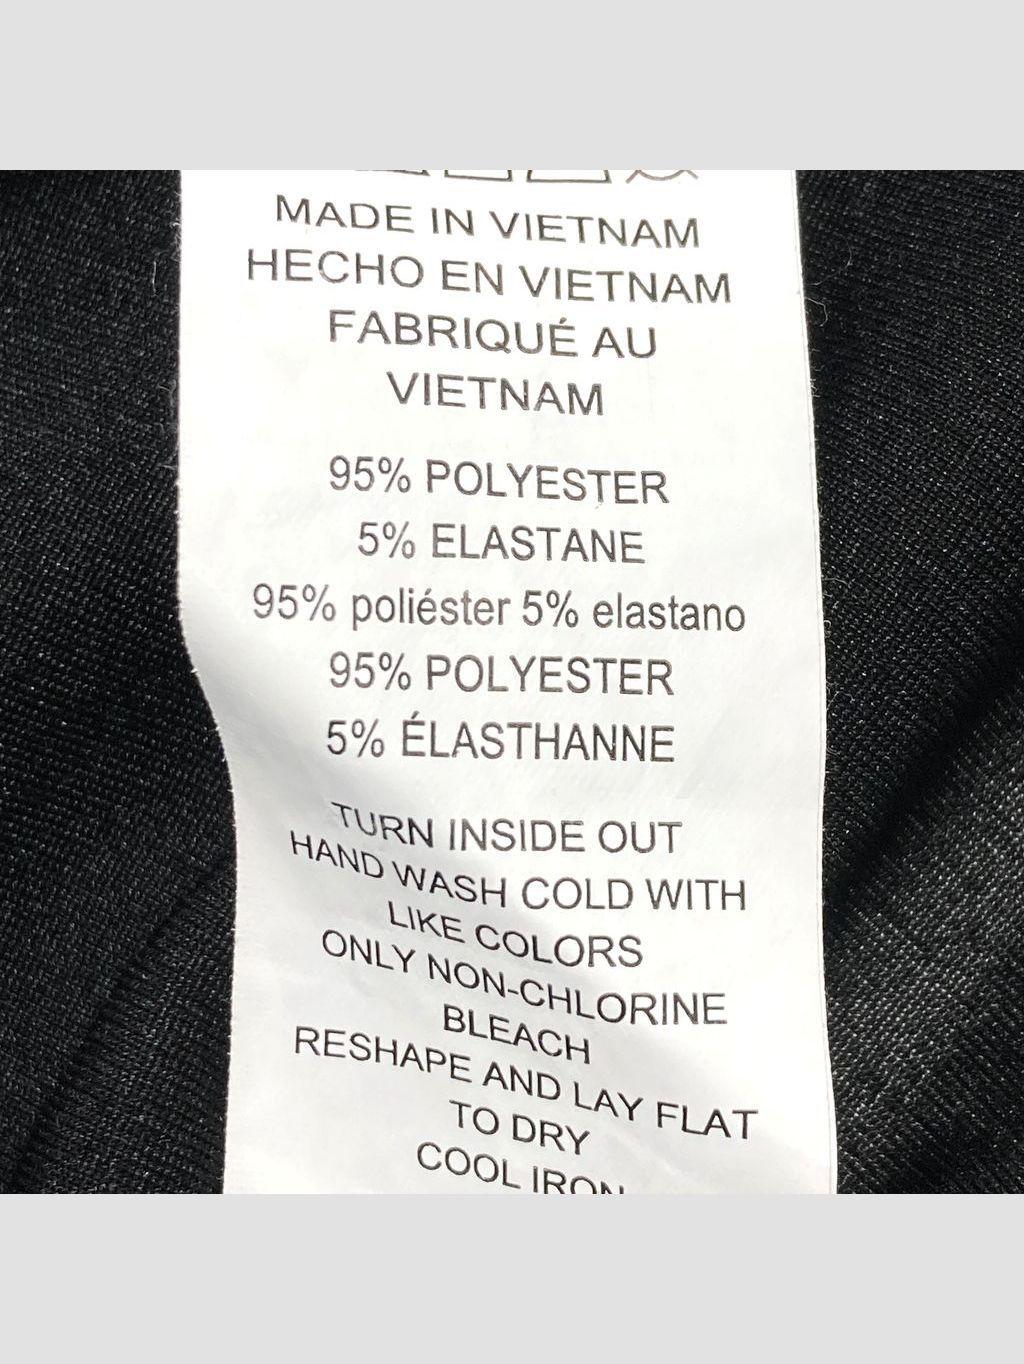 MADE IN VIETNAM
HECHO EN VIETNAM
FABRIQUÉ AU
VIETNAM
95% POLYESTER
5% ELASTANE
95% poliéster 5% elastano
95% POLYESTER
5% ÉLASTHANNE
TURN INSIDE OUT
HAND WASH COLD WITH
LIKE COLORS
ONLY NON-CHLORINE
BLEACH
RESHAPE AND LAY FLAT
TO DRY
COOL IRON